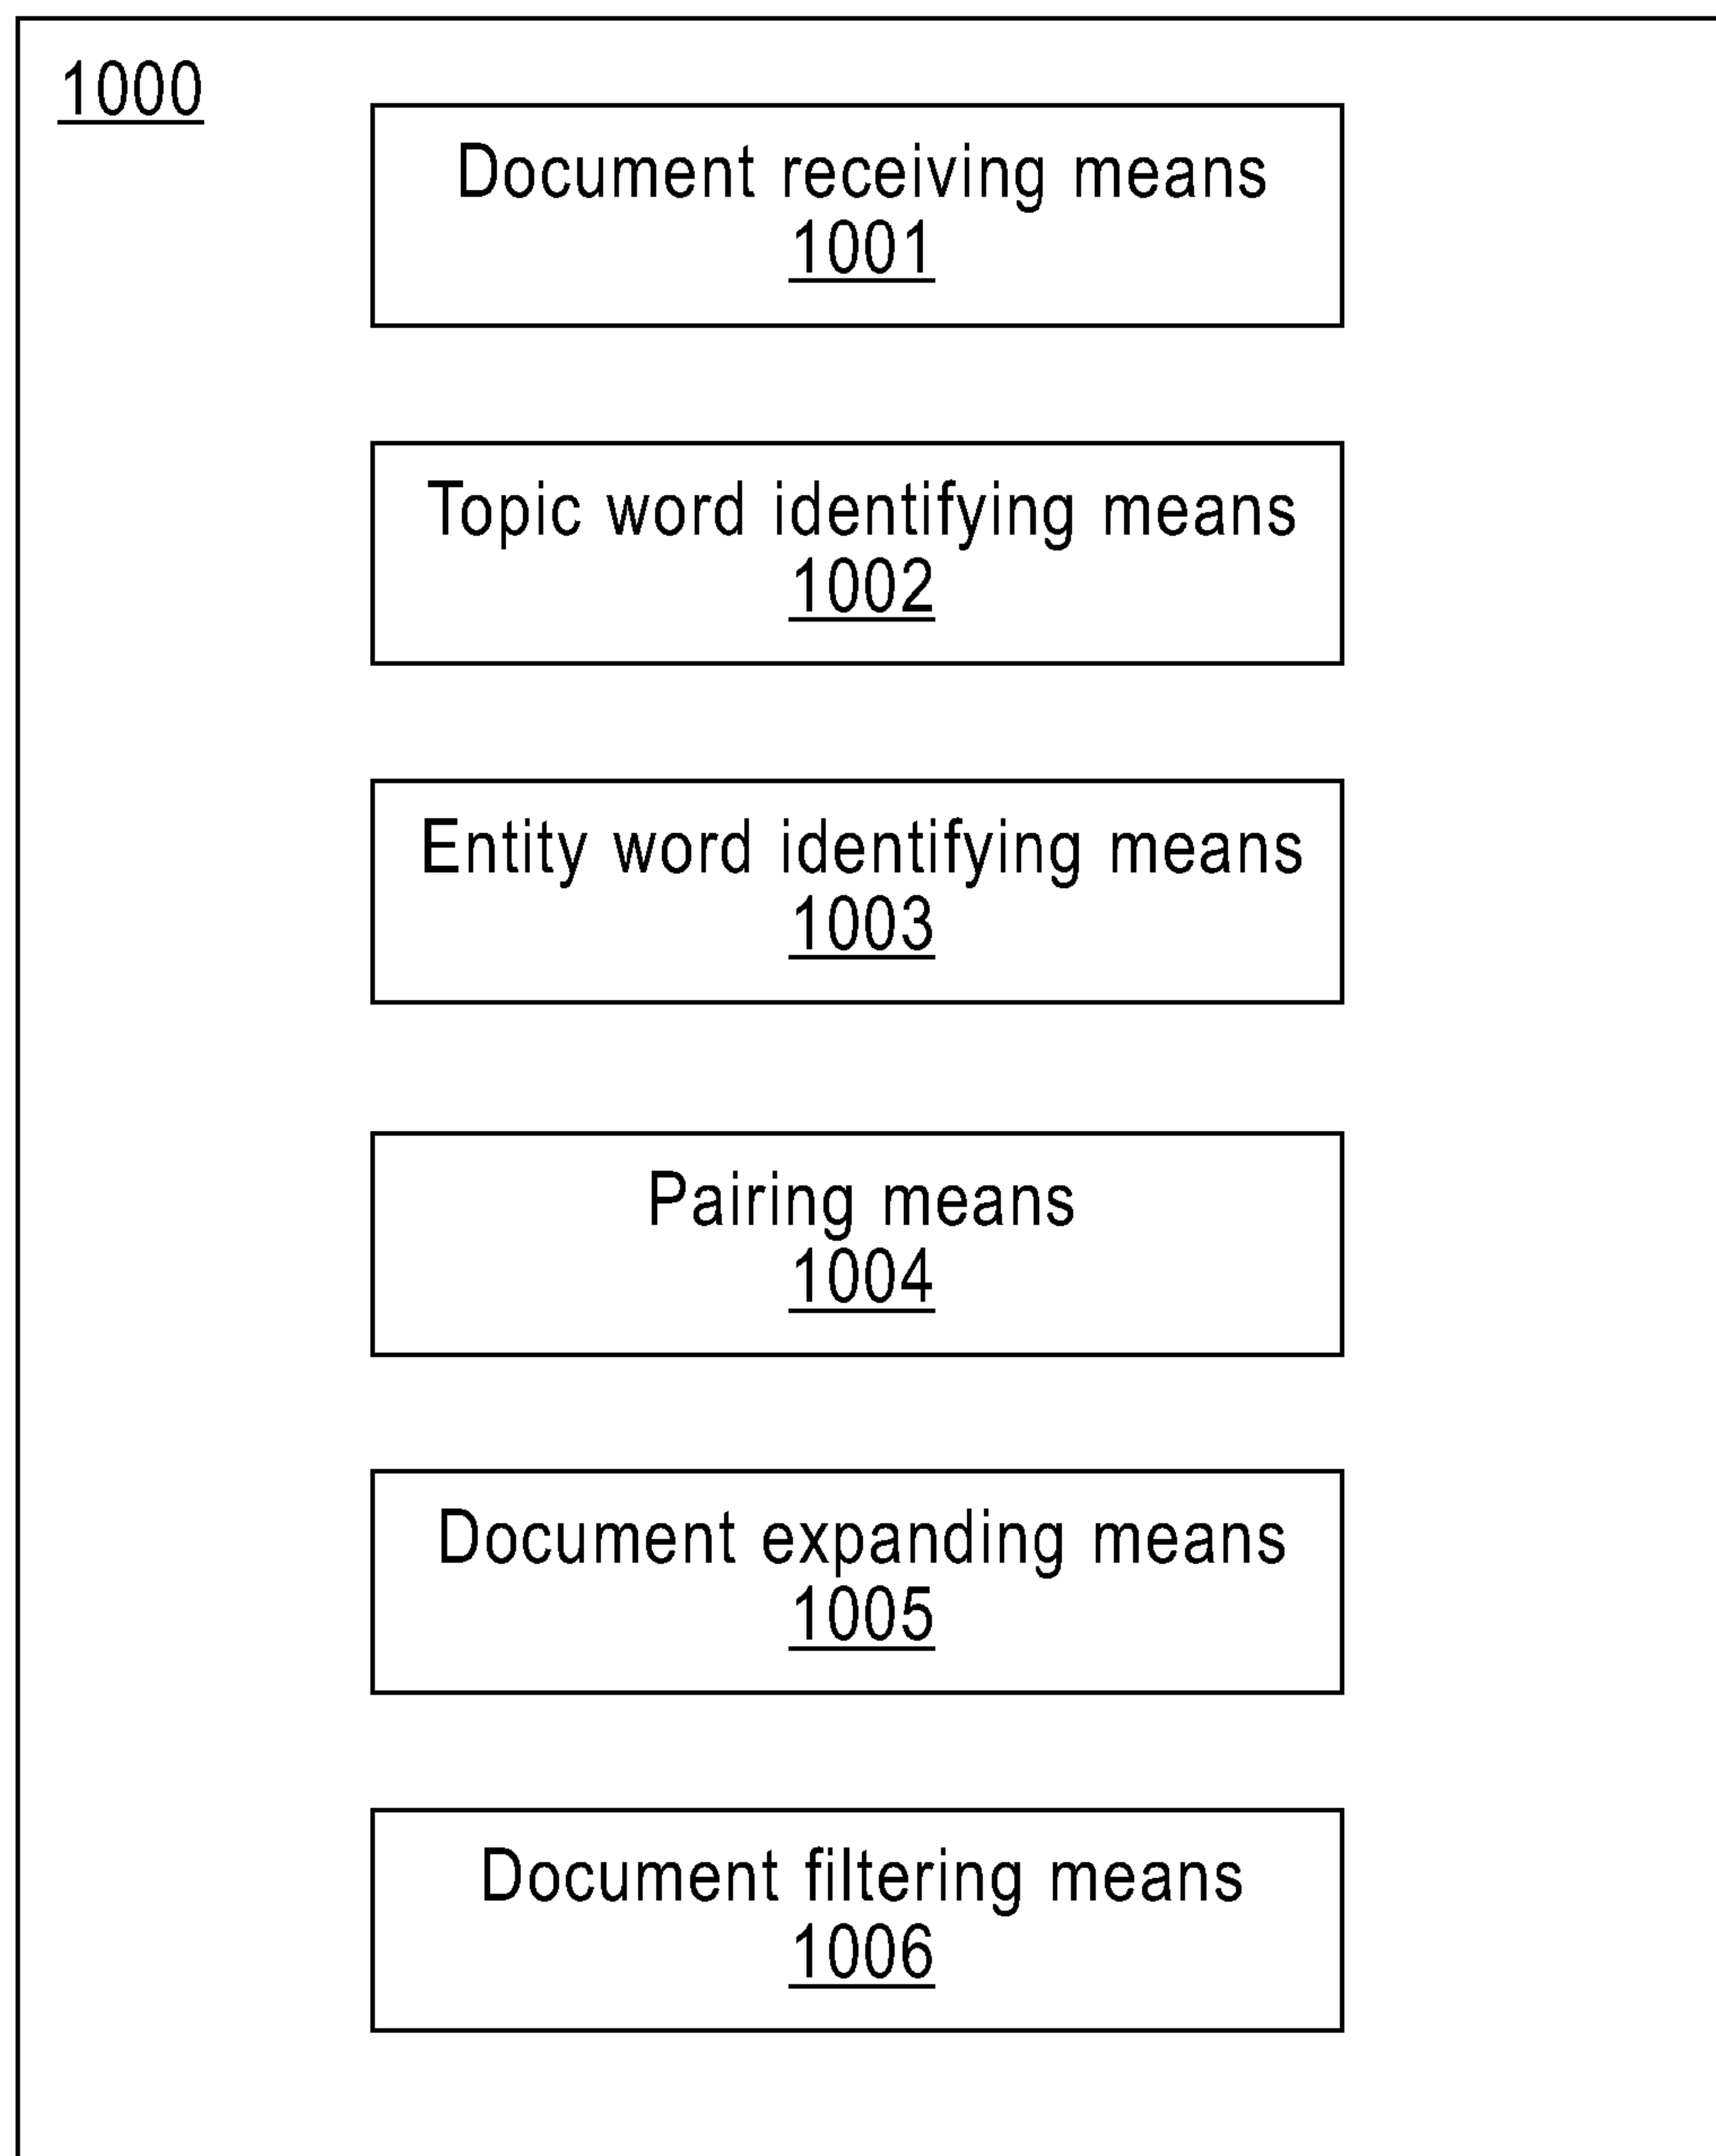 1000
Document receiving means
1001
Topic word identifying means
1002
Entity word identifying means
1003
Pairing means
1004
Document expanding means
1005
Document filtering means
1006